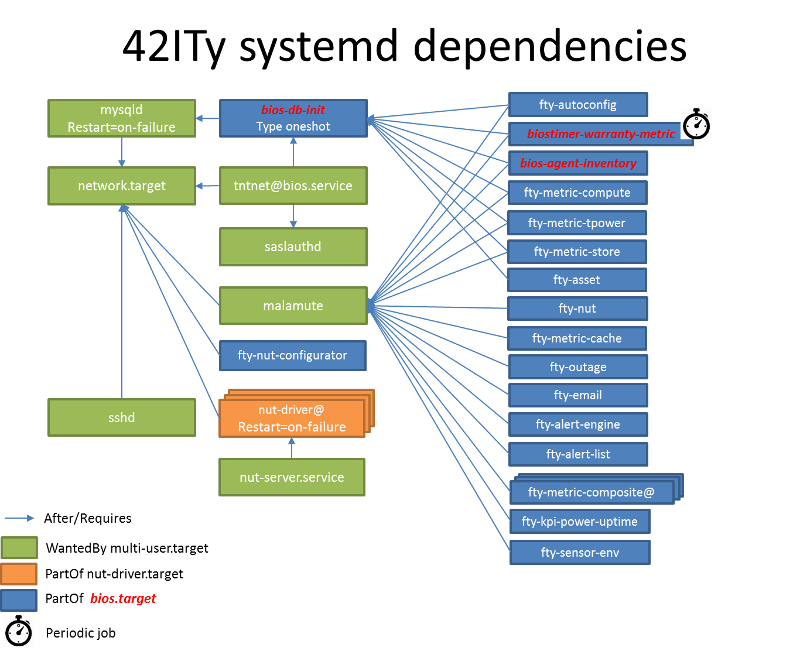 42ITy systemd dependencies
mysqld
Restart=on-failure
bios-db-init
Type oneshot
network.target
tntnet@bios.service
saslauthd
malamute
fty-nut-configurator
sshd
nut-driver@
Restart=on-failure
nut-server.service
fty-autoconfig
biostimer-warranty-metric
bios-agent-inventory
fty-metric-compute
fty-metric-tpower
fty-metric-store
fty-asset
fty-nut
fty-metric-cache
fty-outage
fty-email
fty-alert-engine
fty-alert-list
fty-metric-composite@
fty-kpi-power-uptime
fty-sensor-env
After/Requires
WantedBy multi-user.target
PartOf nut-driver.target
PartOf bios.target
Periodic job